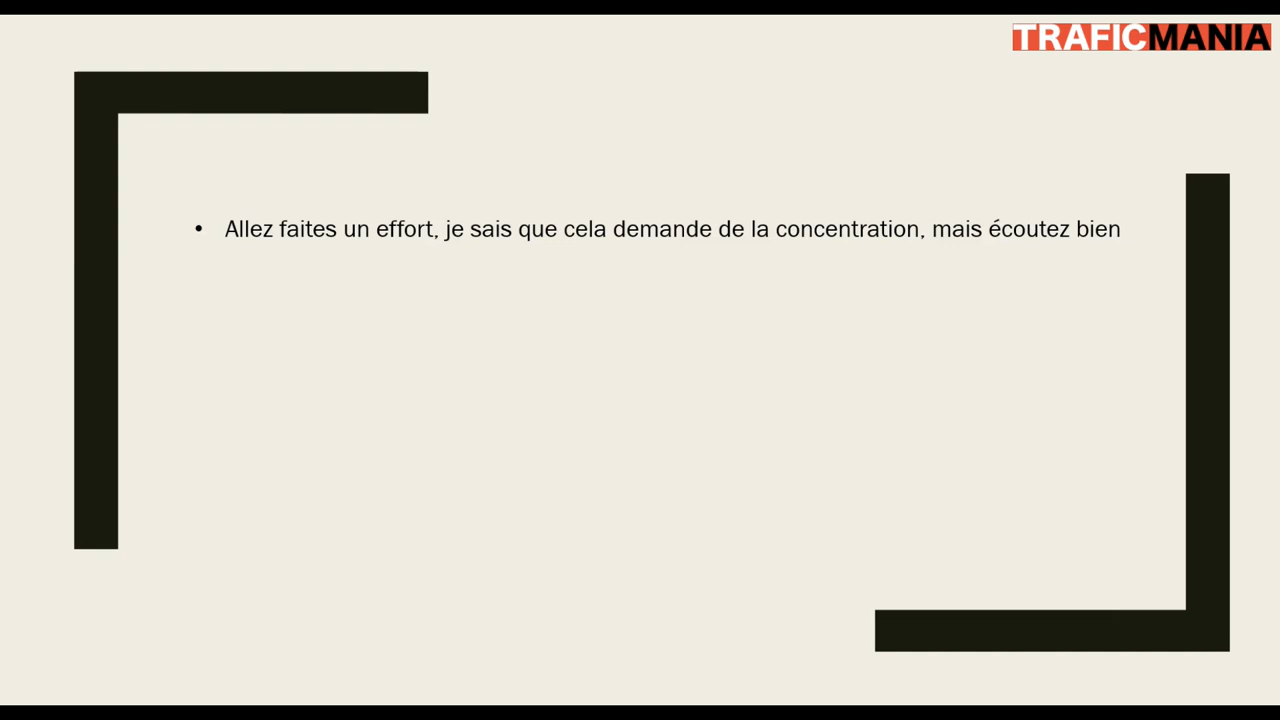 TRAFICMANIA
• Allez faites un effort, je sais que cela demande de la concentration, mais écoutez bien